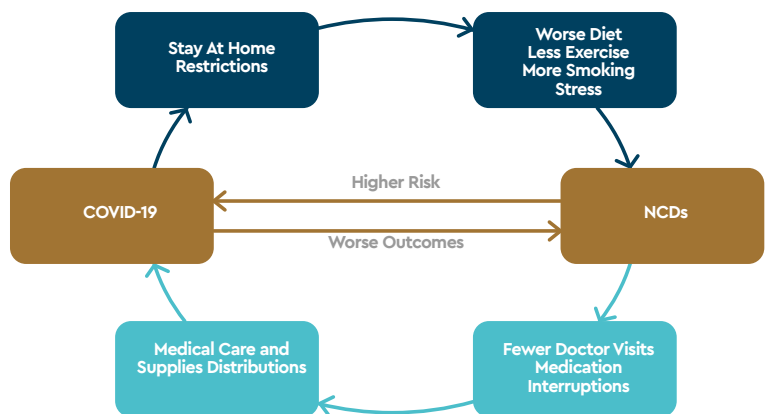 Stay At Home
Restrictions
Worse Diet
Less Exercise
More Smoking
Stress
Higher Risk
COVID-19
NCDs
Worse Outcomes
Medical Care and
Supplies Distributions
Fewer Doctor Visits
Medication
Interruptions